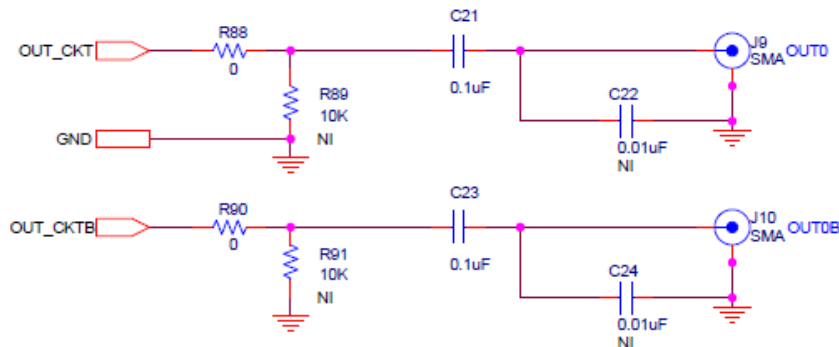 C21
R88
J9
OUT_CKT
OUT0
SMA
0
R89
0.1uF
C22
10K
GND
NI
0.01uF
NI
C23
R90
J10
OUT_CKTB
OUT0B
SMA
0
R91
0.1uF
C24
10K
NI
0.01uF
NI